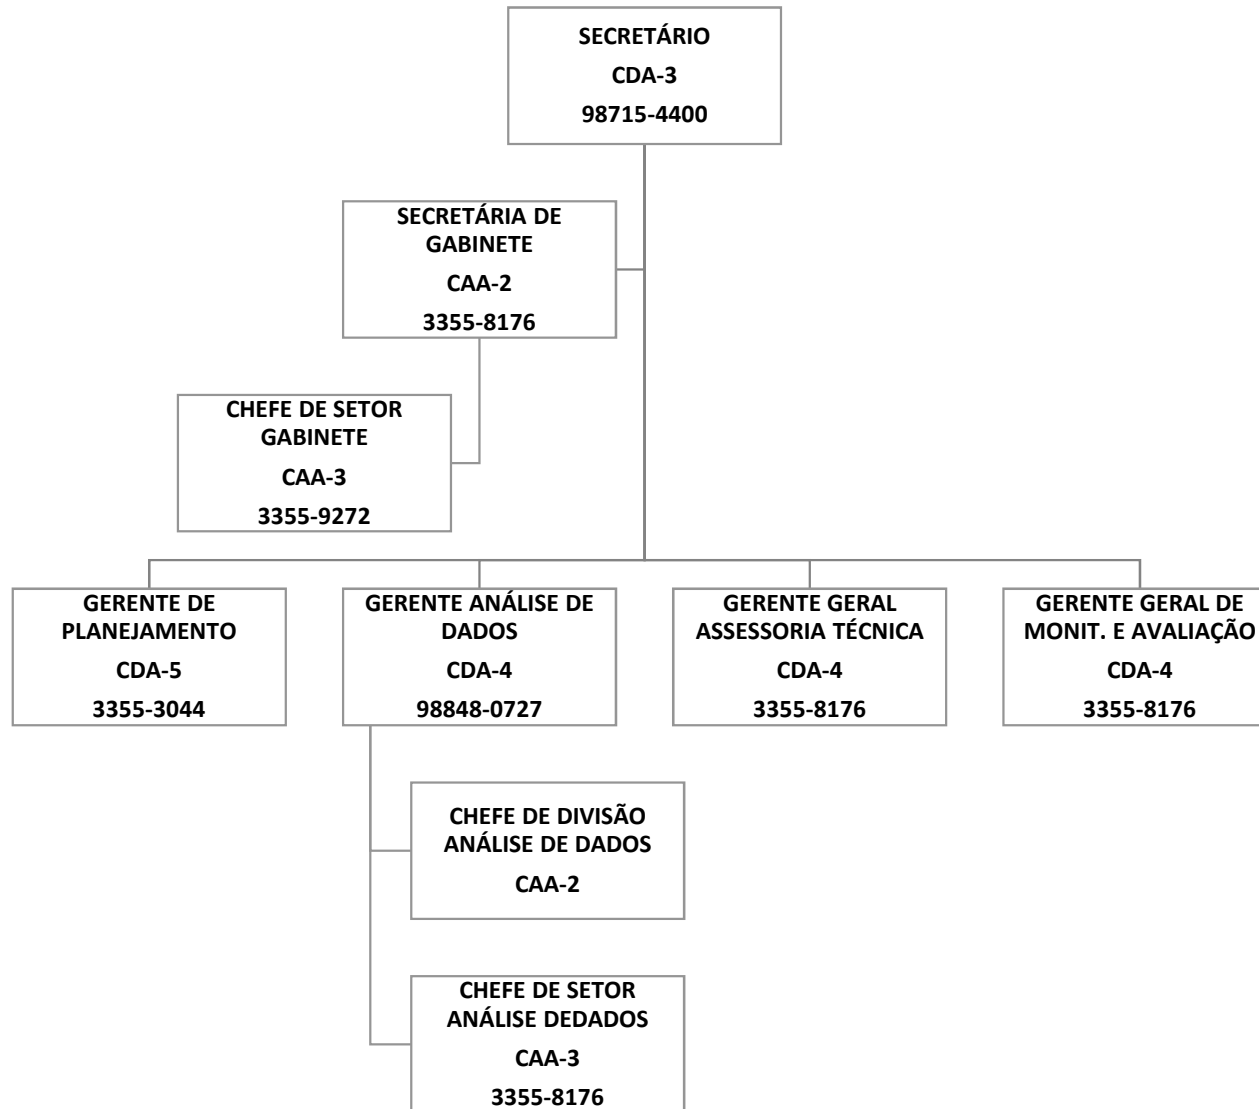 SECRETÁRIO
CDA-3
98715-4400
SECRETÁRIA DE
GABINETE
CAA-2
3355-8176
CHEFE DE SETOR
GABINETE
CAA-3
3355-9272
GERENTE DE
PLANEJAMENTO
CDA-5
3355-3044
GERENTE ANÁLISE DE
DADOS
CDA-4
98848-0727
GERENTE GERAL
ASSESSORIA TÉCNICA
CDA-4
3355-8176
GERENTE GERAL DE
MONIT. E AVALIAÇÃO
CDA-4
3355-8176
CHEFE DE DIVISÃO
ANÁLISE DE DADOS
CAA-2
CHEFE DE SETOR
ANÁLISE DEDADOS
CAA-3
3355-8176